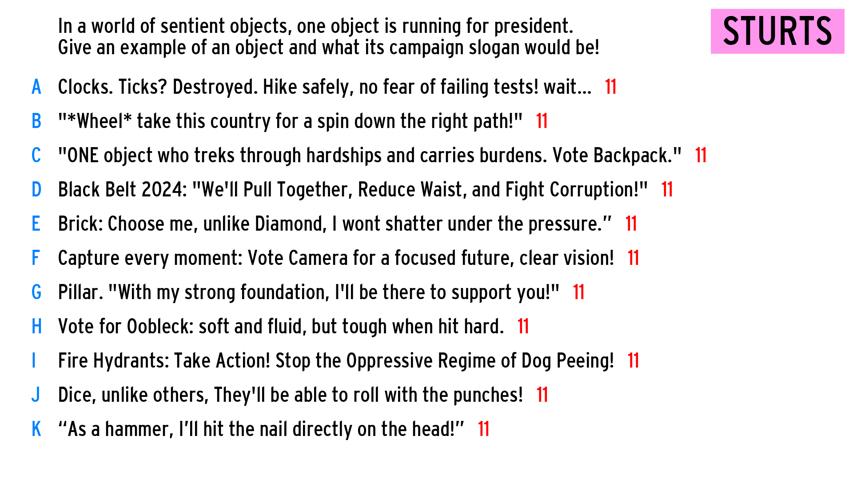 In a world of sentient objects, one object is running for president.
Give an example of an object and what its campaign slogan would be!
STURTS
A Clocks. Ticks? Destroyed. Hike safely, no fear of failing tests! wait... 11
B "*Wheel* take this country for a spin down the right path!" 11
C "ONE object who treks through hardships and carries burdens. Vote Backpack." 11
D Black Belt 2024: "We'll Pull Together, Reduce Waist, and Fight Corruption!" 11
E Brick: Choose me, unlike Diamond, I wont shatter under the pressure.” 11
F Capture every moment: Vote Camera for a focused future, clear vision! 11
G Pillar. "With my strong foundation, I'll be there to support you!" 11
H Vote for Oobleck: soft and fluid, but tough when hit hard. 11
I Fire Hydrants: Take Action! Stop the Oppressive Regime of Dog Peeing! 11
J Dice, unlike others, They'll be able to roll with the punches! 11
K “As a hammer, I’ll hit the nail directly on the head!” 11